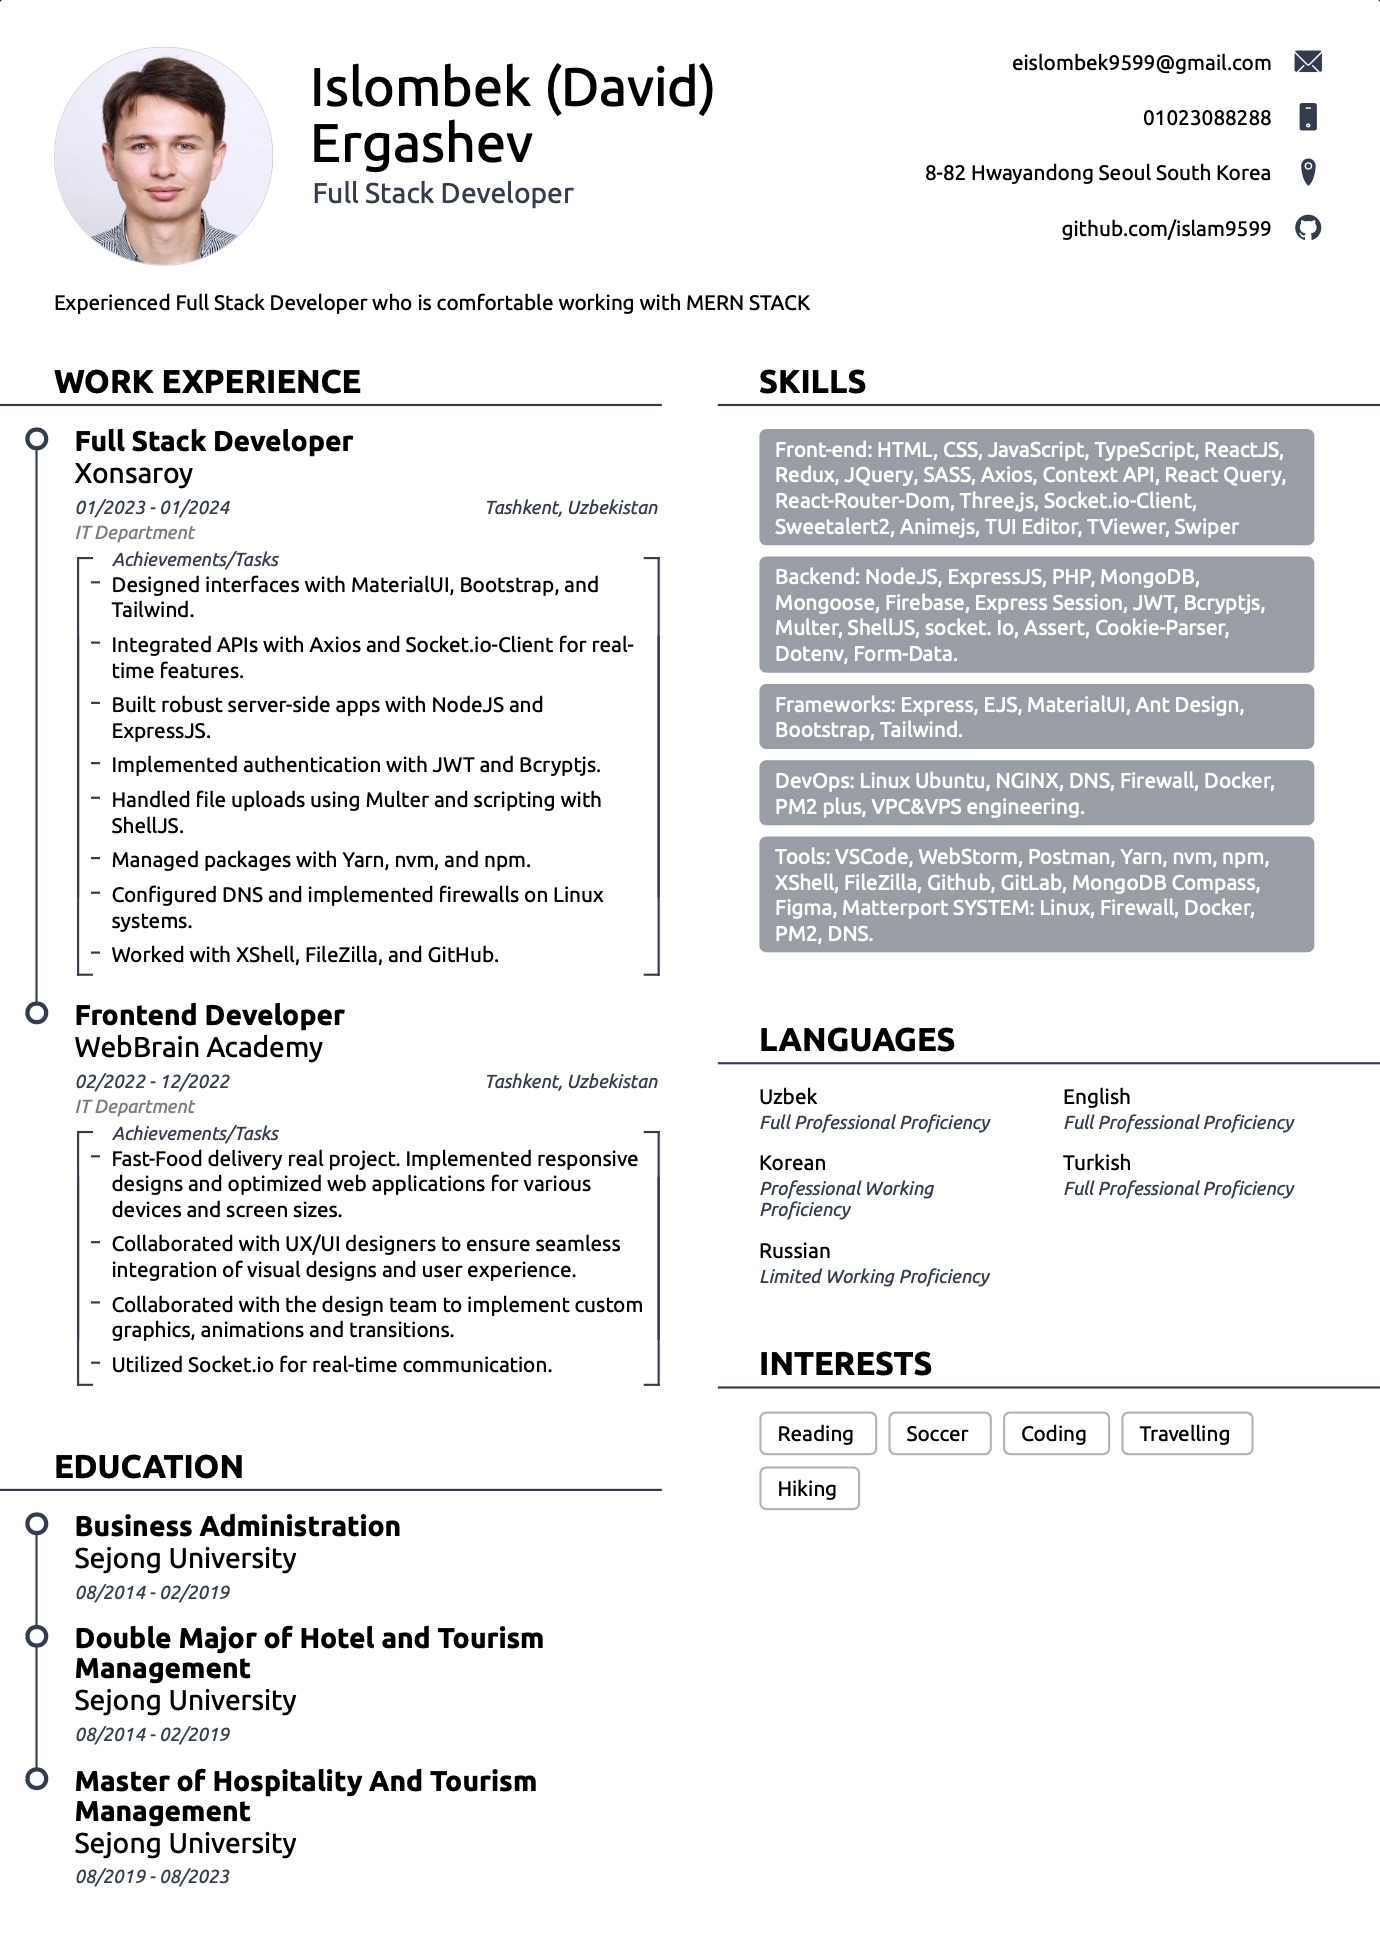 Islombek (David)
Ergashev
Full Stack Developer
eislombek9599@gmail.com
01023088288
8-82 Hwayandong Seoul South Korea
github.com/islam9599
Experienced Full Stack Developer who is comfortable working with MERN STACK
WORK EXPERIENCE
Full Stack Developer
Xonsaroy
01/2023 - 01/2024
Tashkent, Uzbekistan
IT Department
Achievements/Tasks
– Designed interfaces with MaterialUI, Bootstrap, and
Tailwind.
– Integrated APIs with Axios and Socket.io-Client for real-
time features.
– Built robust server-side apps with NodeJS and
ExpressJS.
– Implemented authentication with JWT and Bcryptjs.
– Handled file uploads using Multer and scripting with
ShellJS.
– Managed packages with Yarn, nvm, and npm.
– Configured DNS and implemented firewalls on Linux
systems.
– Worked with XShell, FileZilla, and GitHub.
Frontend Developer
WebBrain Academy
02/2022 - 12/2022
Tashkent, Uzbekistan
IT Department
Achievements/Tasks
– Fast-Food delivery real project. Implemented responsive
designs and optimized web applications for various
devices and screen sizes.
– Collaborated with UX/UI designers to ensure seamless
integration of visual designs and user experience.
– Collaborated with the design team to implement custom
graphics, animations and transitions.
– Utilized Socket.io for real-time communication.
EDUCATION
Business Administration
Sejong University
08/2014 - 02/2019
Double Major of Hotel and Tourism
Management
Sejong University
08/2014 - 02/2019
Master of Hospitality And Tourism
Management
Sejong University
08/2019 - 08/2023
SKILLS
Front-end: HTML, CSS, JavaScript, TypeScript, ReactJS,
Redux, JQuery, SASS, Axios, Context API, React Query,
React-Router-Dom, Three,js, Socket.io-Client,
Sweetalert2, Animejs, TUI Editor, TViewer, Swiper
Backend: NodeJS, ExpressJS, PHP, MongoDB,
Mongoose, Firebase, Express Session, JWT, Bcryptjs,
Multer, ShellJS, socket. Io, Assert, Cookie-Parser,
Dotenv, Form-Data.
Frameworks: Express, EJS, MaterialUI, Ant Design,
Bootstrap, Tailwind.
DevOps: Linux Ubuntu, NGINX, DNS, Firewall, Docker,
PM2 plus, VPC&VPS engineering.
Tools: VSCode, WebStorm, Postman, Yarn, nvm, npm,
XShell, FileZilla, Github, GitLab, MongoDB Compass,
Figma, Matterport SYSTEM: Linux, Firewall, Docker,
PM2, DNS.
LANGUAGES
Uzbek
Full Professional Proficiency
English
Full Professional Proficiency
Korean
Professional Working
Proficiency
Turkish
Full Professional Proficiency
Russian
Limited Working Proficiency
INTERESTS
Reading
Soccer
Coding
Travelling
Hiking